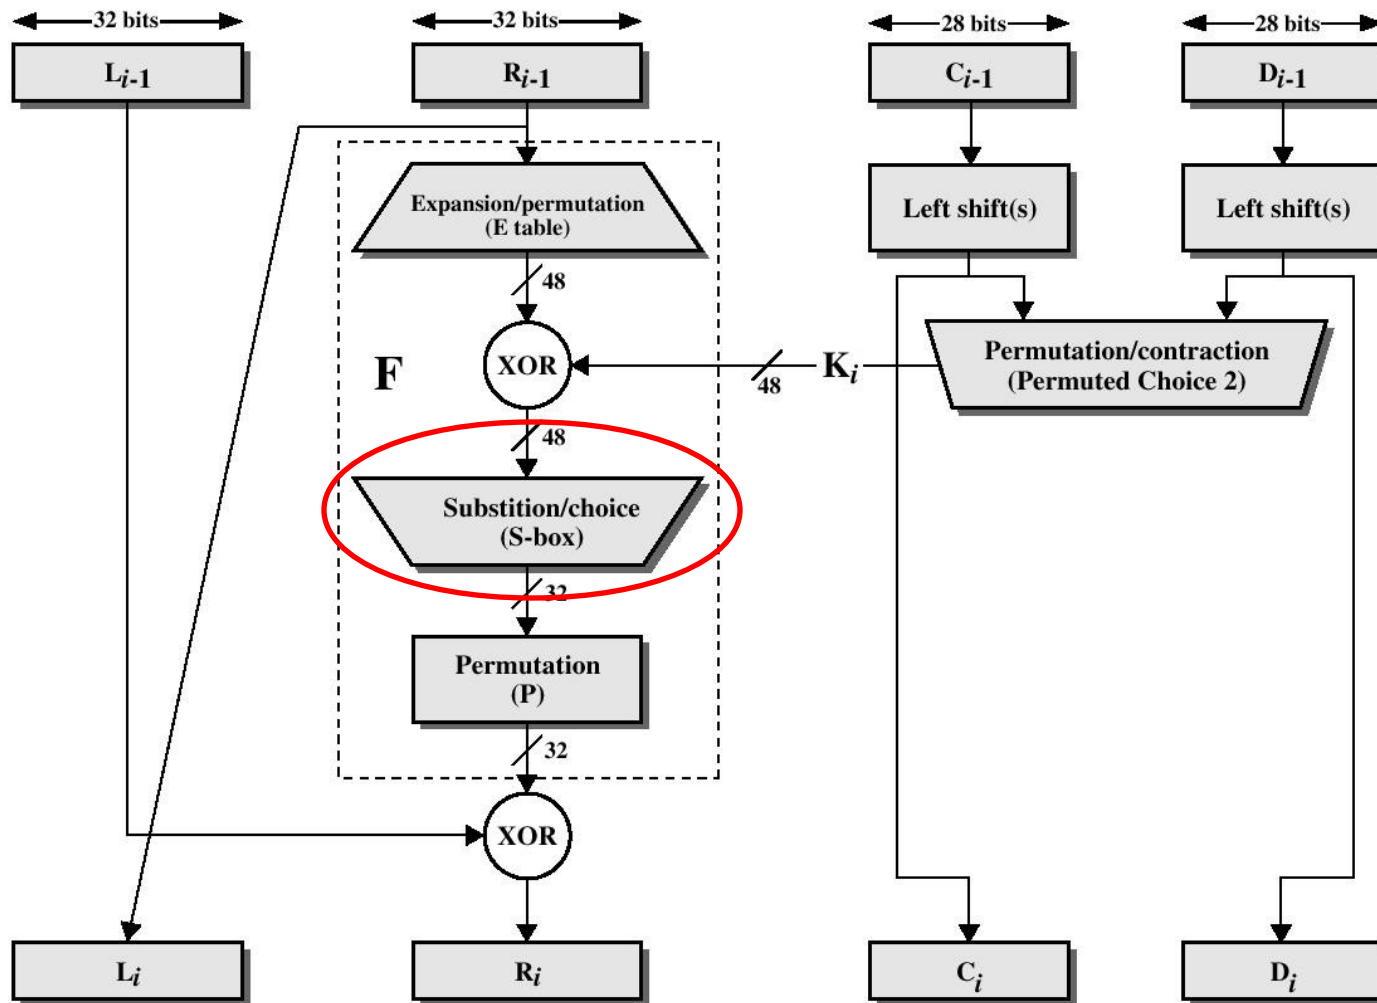 32 bits
32 bits
28 bits
28 bits
Li-1
Ri-1
Ci-1
Di-1
Expansion/permutation
(E table)
Left shift(s)
Left shift(s)
48
F
XOR
48
Ki
Permutation/contraction
(Permuted Choice 2)
48
Substition/choice
(S-box)
32
Permutation
(P)
32
XOR
Li
Ri
Ci
Di